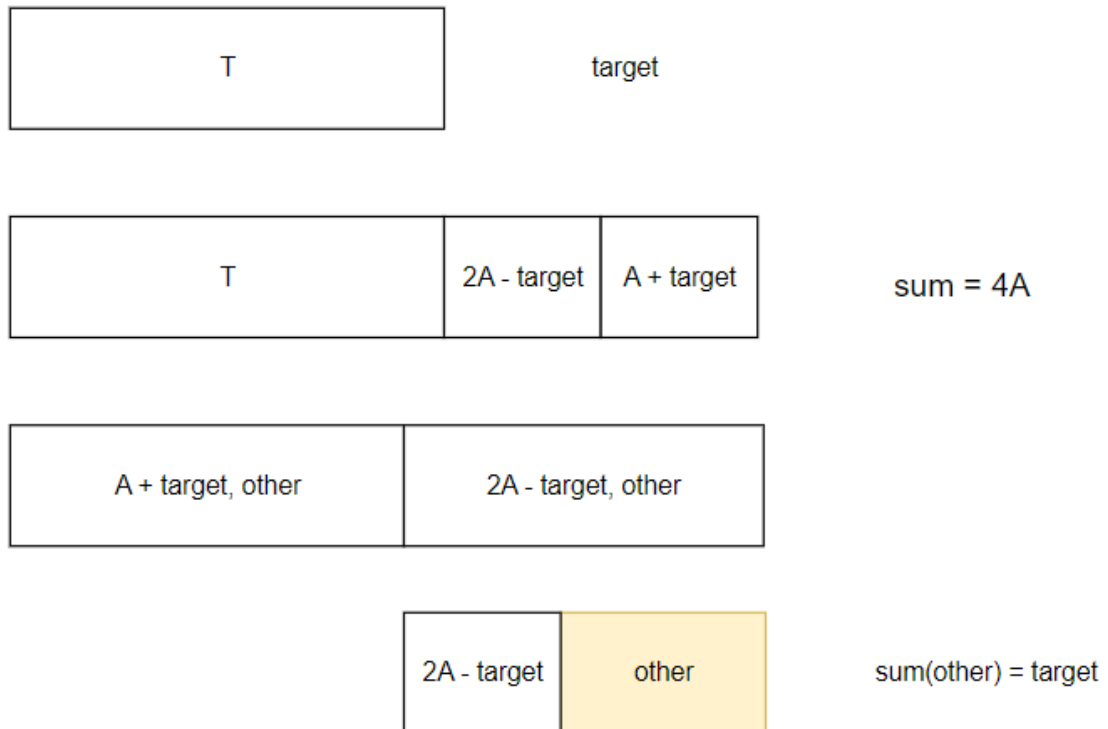 T
target
T
2A - target
A + target
sum = 4A
A + target, other
2A - target, other
2A - target
other
sum(other) = target